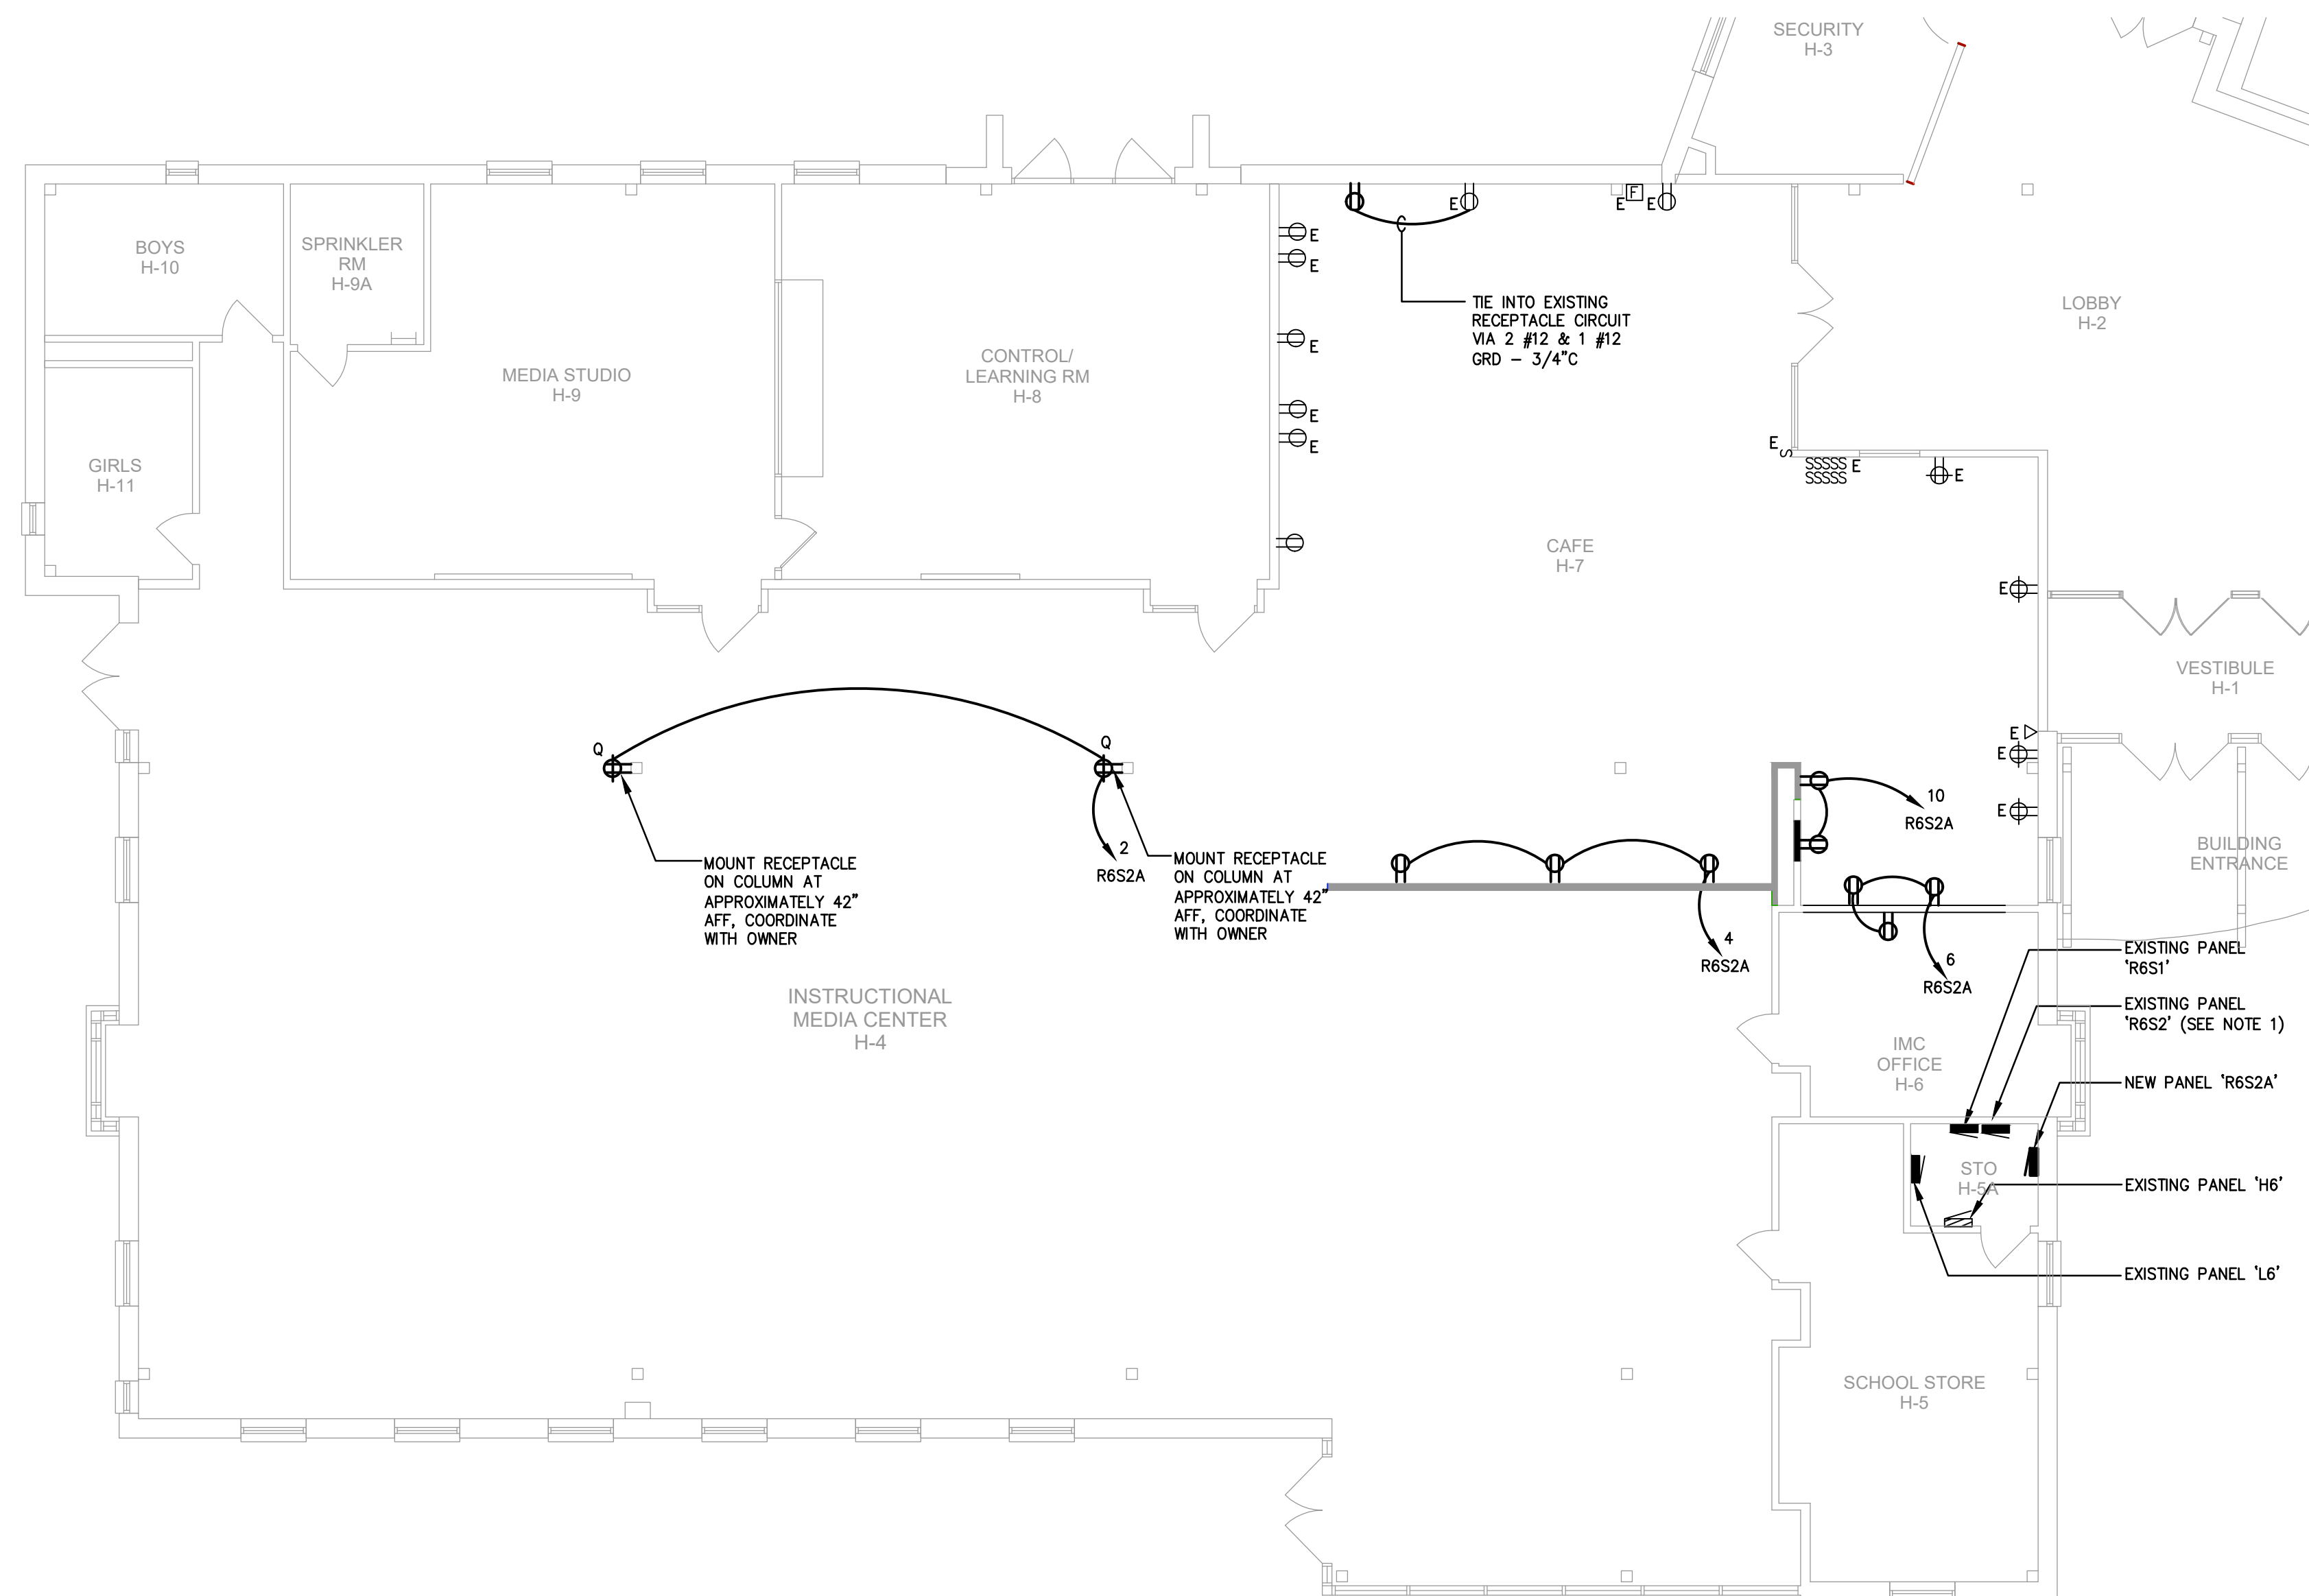 SECURITY
H-3
E
F
E
E
BOYS
H-10
SPRINKLER
RM
H-9A
E
E
E
E
E
C
TIE INTO EXISTING
RECEPTACLE CIRCUIT
VIA 2 #12 & 1 #12
GRD – 3/4"C
LOBBY
H-2
MEDIA STUDIO
H-9
CONTROL/
LEARNING RM
H-8
GIRLS
H-11
E
S
SSSSS
SSSSS
E
E
CAFE
H-7
E
VESTIBULE
H-1
E
E
E
Q
Q
MOUNT RECEPTACLE
ON COLUMN AT
APPROXIMATELY 42"
AFF, COORDINATE
WITH OWNER
2
R6S2A
MOUNT RECEPTACLE
ON COLUMN AT
APPROXIMATELY 42"
AFF, COORDINATE
WITH OWNER
10
R6S2A
BUILDING
ENTRANCE
4
R6S2A
6
R6S2A
EXISTING PANEL
'R6S1'
EXISTING PANEL
'R6S2' (SEE NOTE 1)
INSTRUCTIONAL
MEDIA CENTER
H-4
IMC
OFFICE
H-6
NEW PANEL 'R6S2A'
STO
H-5A
EXISTING PANEL 'H6'
EXISTING PANEL 'L6'
SCHOOL STORE
H-5